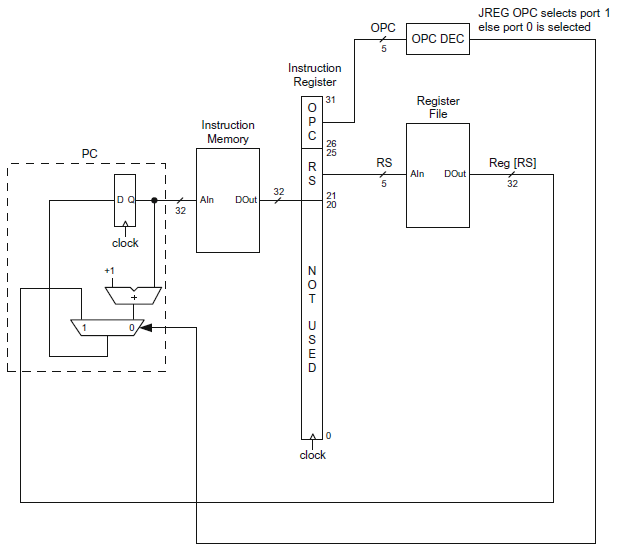 JREG OPC selects port 1
else port 0 is selected
OPC
5
OPC DEC
Instruction
Register
31
O
P
C
26
25
R
S
21
20
N
O
T
U
S
E
D
0
clock
Register
File
RS
5
AIn
DOut
Reg [RS]
32
Instruction
Memory
AIn
DOut
32
32
PC
D Q
clock
+1
+
1
0